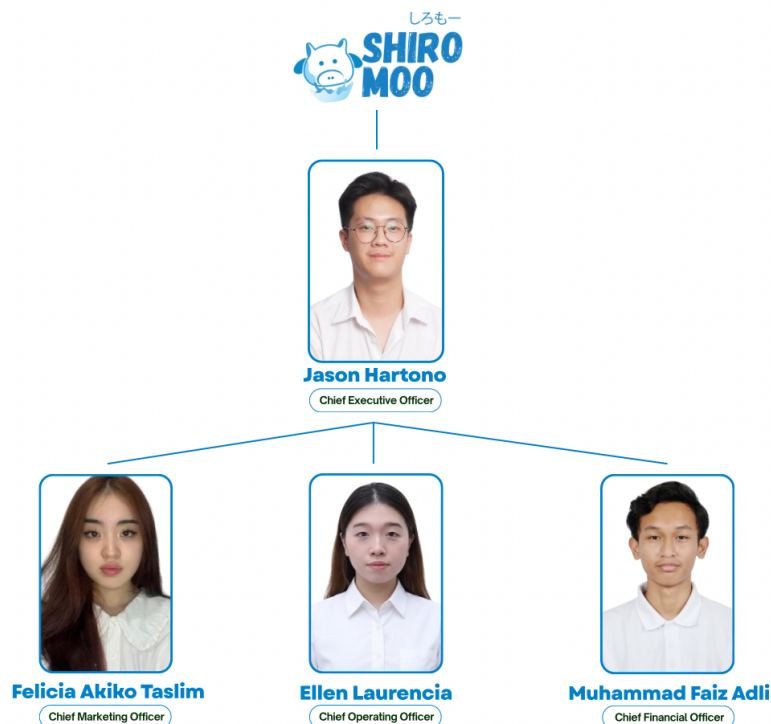 しろもー
SHIRO
MOO
Jason Hartono
Chief Executive Officer
Felicia Akiko Taslim
Ellen Laurencia
Muhammad Faiz Adli
Chief Marketing Officer
Chief Operating Officer
Chief Financial Officer